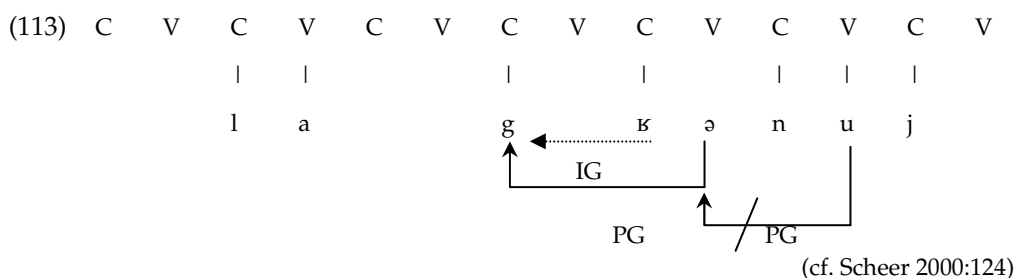 (113) C V C V C V C V C V C V C V
l a g ʁ ə n u j
IG
PG PG
(cf. Scheer 2000:124)